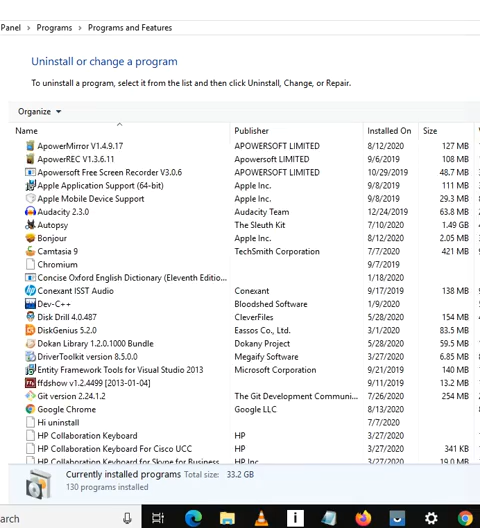 Panel > Programs > Programs and Features
Uninstall or change a program
To uninstall a program, select it from the list and then click Uninstall, Change, or Repair.
Organize
Name Publisher Installed On Size
ApowerMirror V1.4.9.17 APOWERSOFT LIMITED 8/12/2020 127 MB
ApowerREC V1.3.6.11 Apowersoft LIMITED 9/6/2019 108 MB
Apowersoft Free Screen Recorder V3.0.6 APOWERSOFT LIMITED 10/29/2019 48.7 MB
Apple Application Support (64-bit) Apple Inc. 9/8/2019 111 MB
Apple Mobile Device Support Apple Inc. 9/8/2019 29.3 MB
Audacity 2.3.0 Audacity Team 12/24/2019 63.8 MB
Autopsy The Sleuth Kit 7/10/2020 1.49 GB
Bonjour Apple Inc. 8/12/2020 2.05 MB
Camtasia 9 TechSmith Corporation 7/7/2020 421 MB
Chromium 9/7/2019
Concise Oxford English Dictionary (Eleventh Editio... 1/18/2020
Conexant ISST Audio Conexant 9/17/2019 138 MB
Dev-C++ Bloodshed Software 1/9/2020
Disk Drill 4.0.487 CleverFiles 5/28/2020 154 MB
DiskGenius 5.2.0 Eassos Co., Ltd. 3/1/2020 83.5 MB
Dokan Library 1.2.0.1000 Bundle Dokany Project 5/28/2020 59.5 MB
DriverToolkit version 8.5.0.0 Megaify Software 3/27/2020 6.85 MB
Entity Framework Tools for Visual Studio 2013 Microsoft Corporation 9/21/2019 140 MB
ffdshow v1.2.4499 [2013-01-04] 9/11/2019 13.2 MB
Git version 2.24.1.2 The Git Development Communi... 7/26/2020 254 MB
Google Chrome Google LLC 8/13/2020
Hi uninstall 7/7/2020
HP Collaboration Keyboard HP 3/27/2020
HP Collaboration Keyboard For Cisco UCC HP 3/27/2020 341 KB
HP Collaboration Keyboard for Skype for Business HP Inc. 3/27/2020 19.0 MB
Currently installed programs Total size: 33.2 GB
130 programs installed
arch